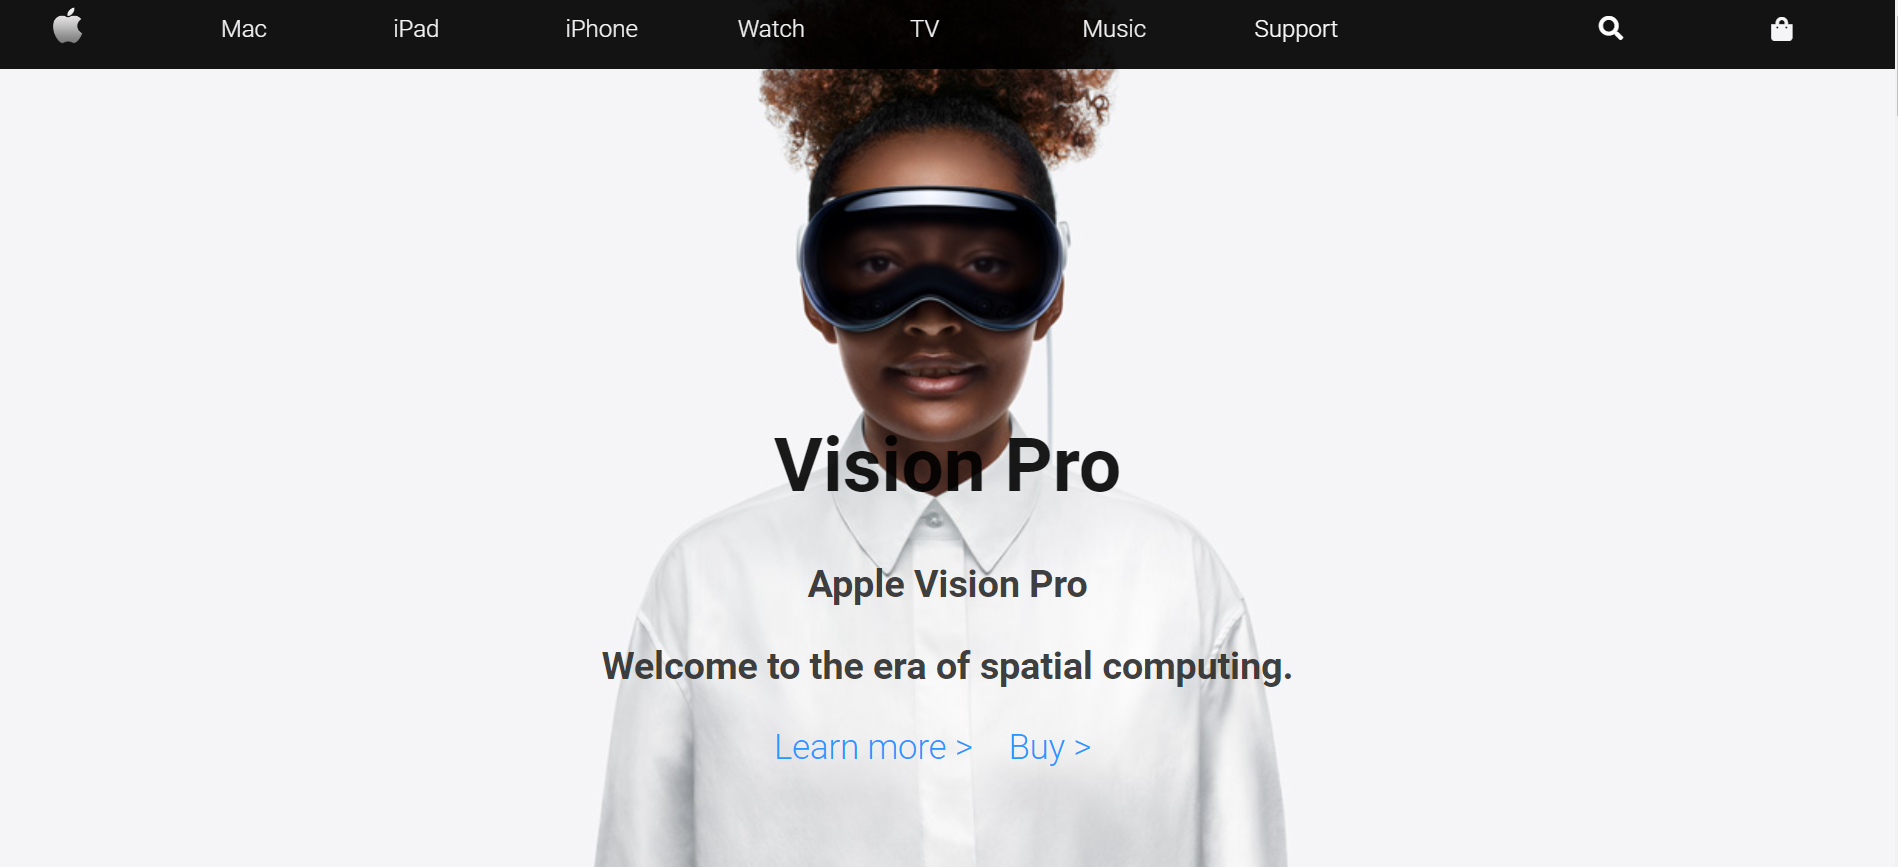 Mac iPad iPhone Watch TV Music Support
Vision Pro
Apple Vision Pro
Welcome to the era of spatial computing.
Learn more > Buy >